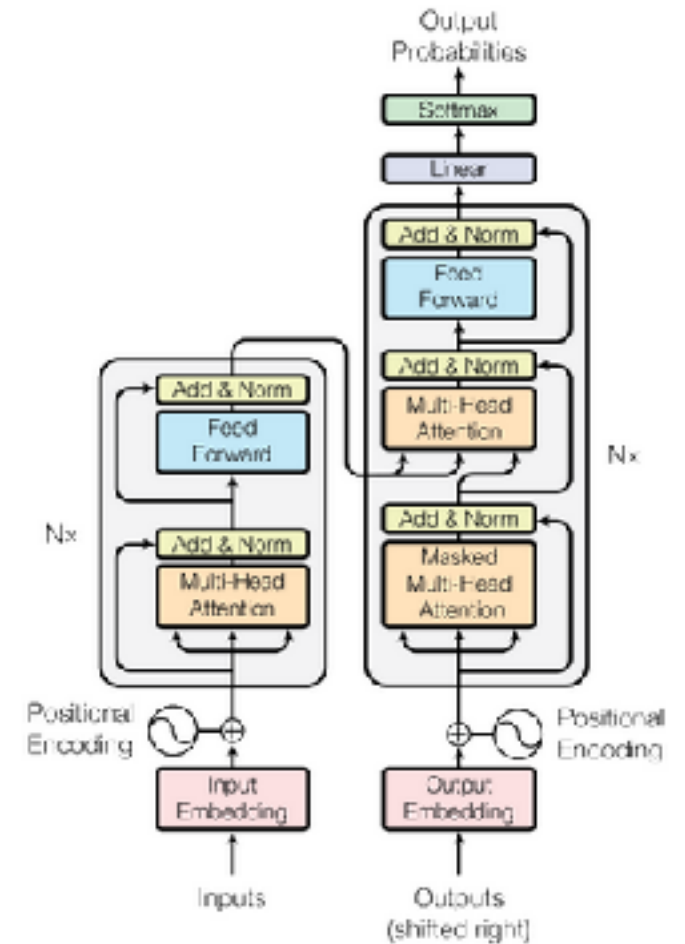 Output
Probabilities
Softmax
Linear
Add & Norm
Feed
Forward
Add & Norm
Multi-Head
Attention
Nx
Add & Norm
Masked
Multi-Head
Attention
Add & Norm
Feed
Forward
Nx
Add & Norm
Multi-Head
Attention
Positional
Encoding
Positional
Encoding
Input
Embedding
Output
Embedding
Inputs
Outputs
(shifted right)